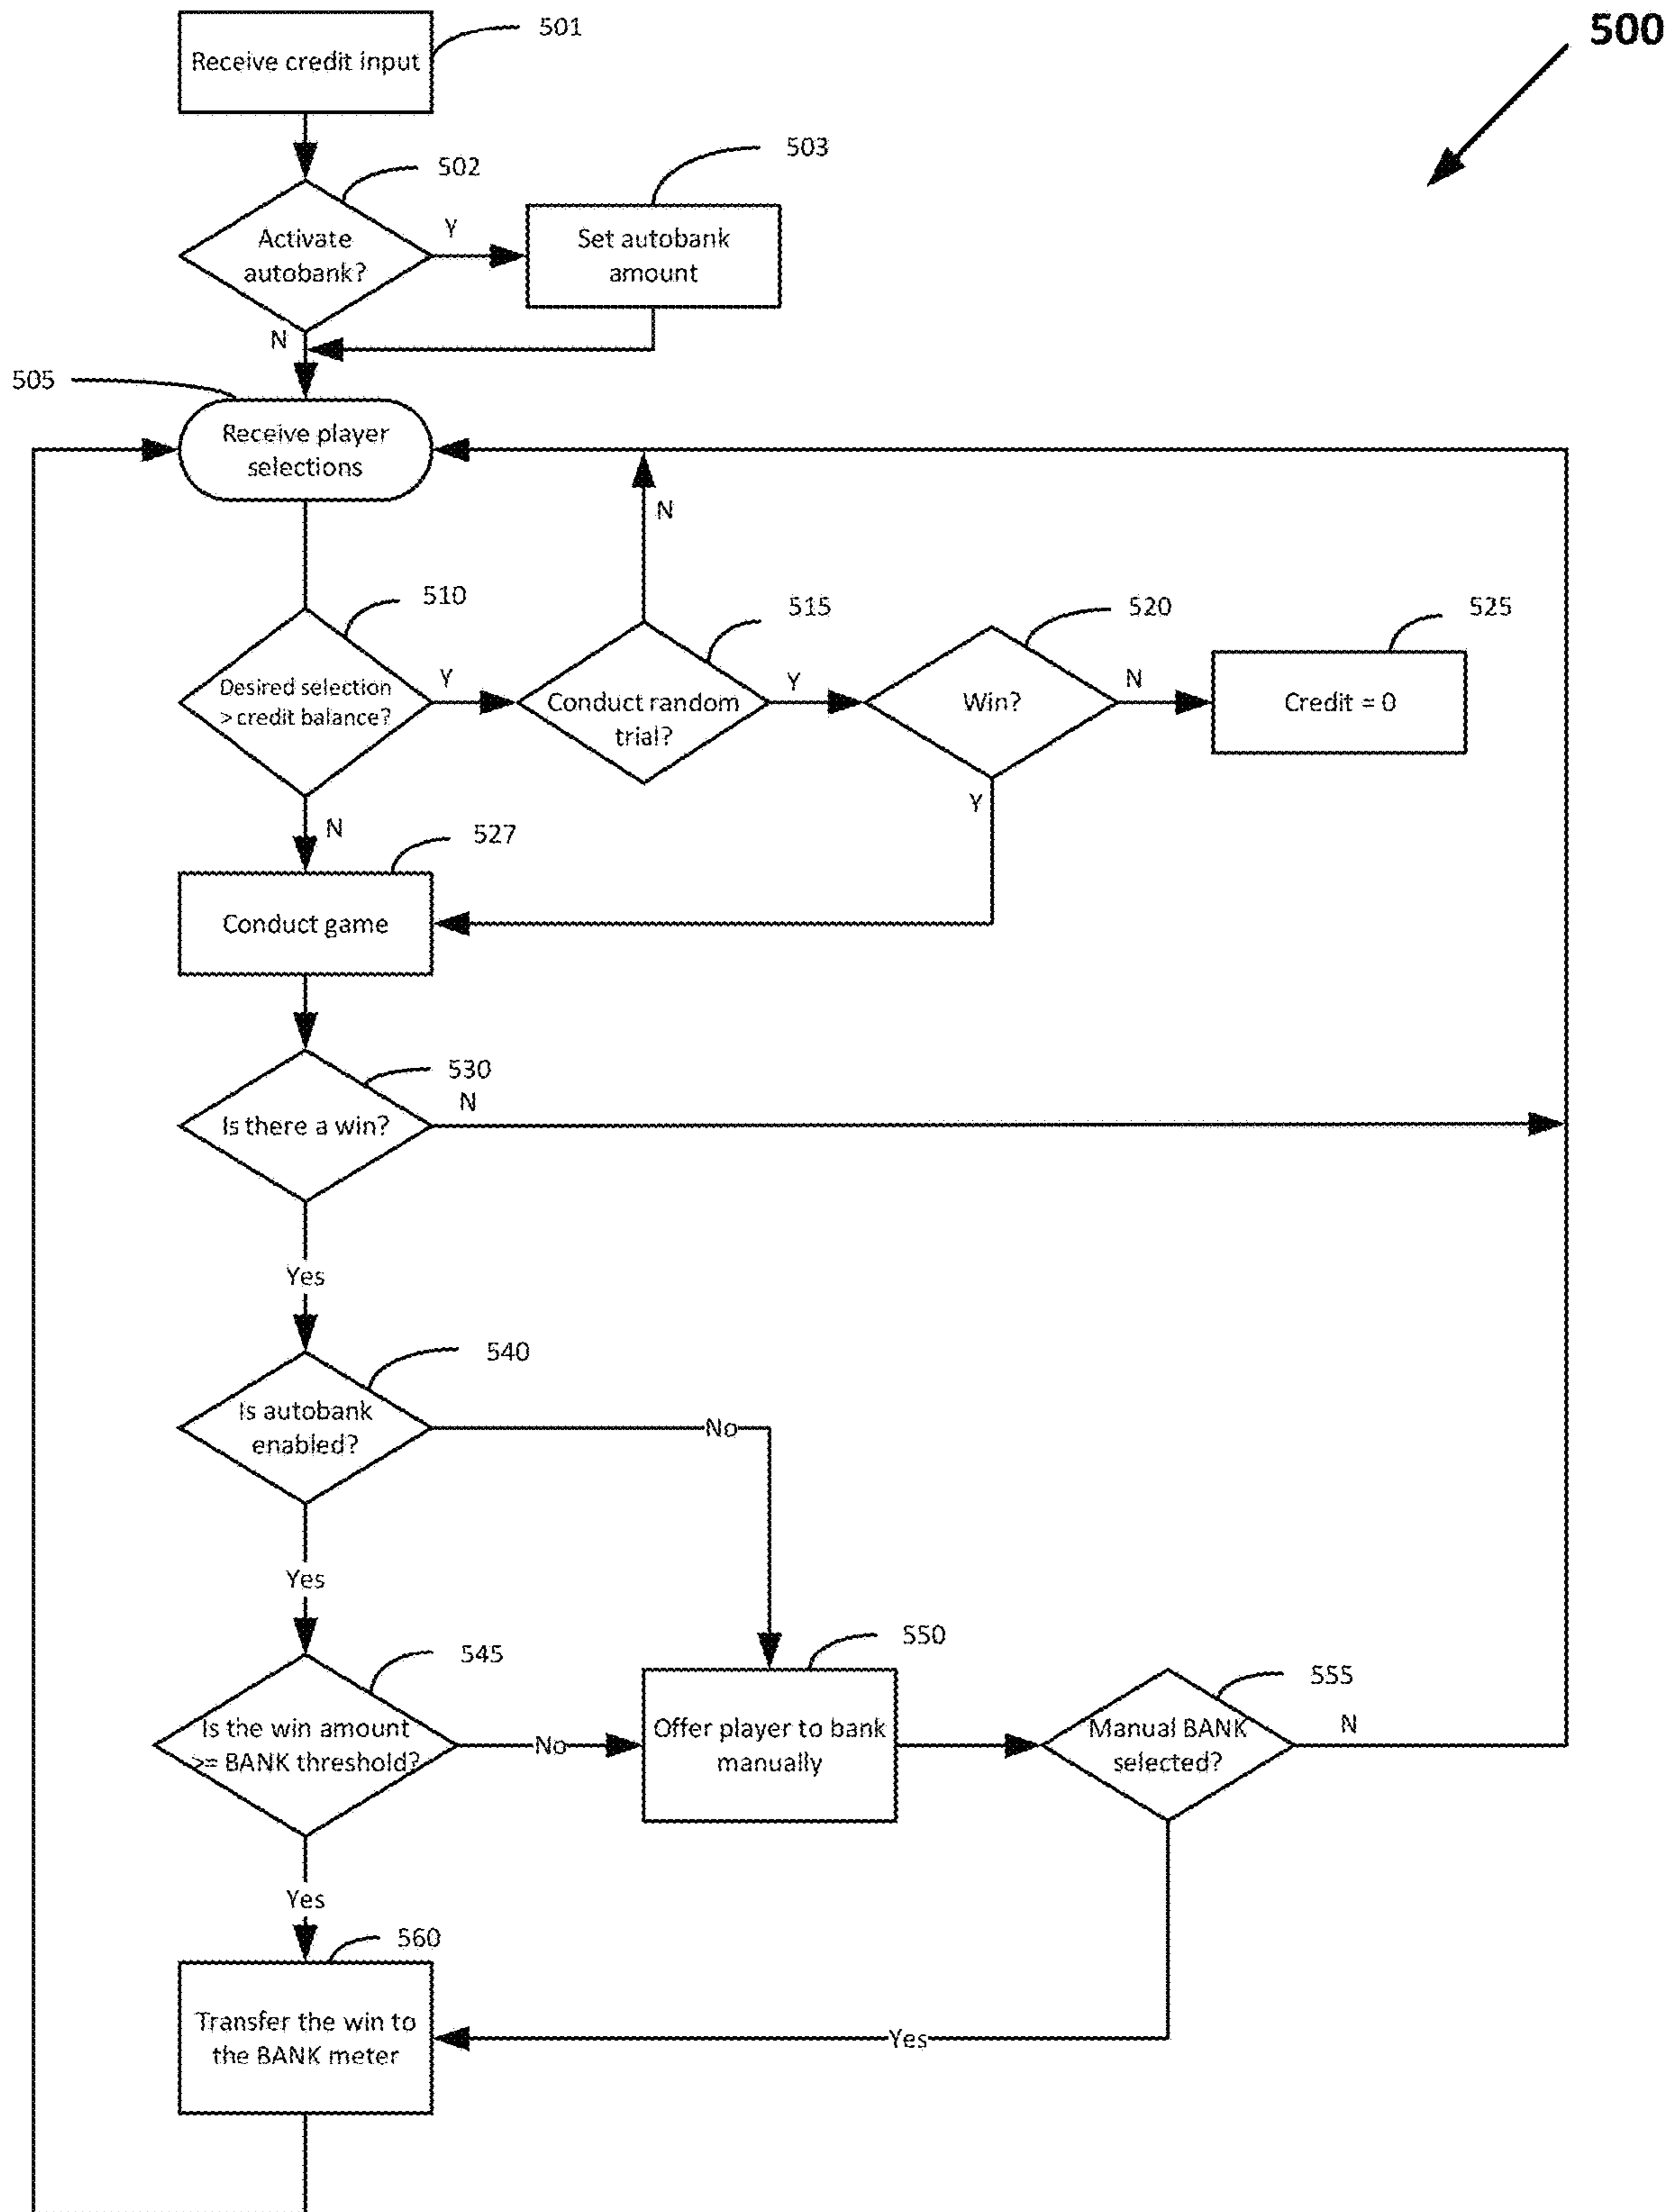 500
501
Receive credit input
502
503
Activate
autobank?
Y
Set autobank
amount
N
505
Receive player
selections
N
510
515
520
525
Desired selection
> credit balance?
Y
Conduct random
trial?
Y
Win?
N
Credit = 0
Y
N
527
Conduct game
530
N
Is there a win?
Yes
540
Is autobank
enabled?
No
Yes
545
550
555
Is the win amount
>= BANK threshold?
No
Offer player to bank
manually
Manual BANK
selected?
N
Yes
560
Transfer the win to
the BANK meter
Yes